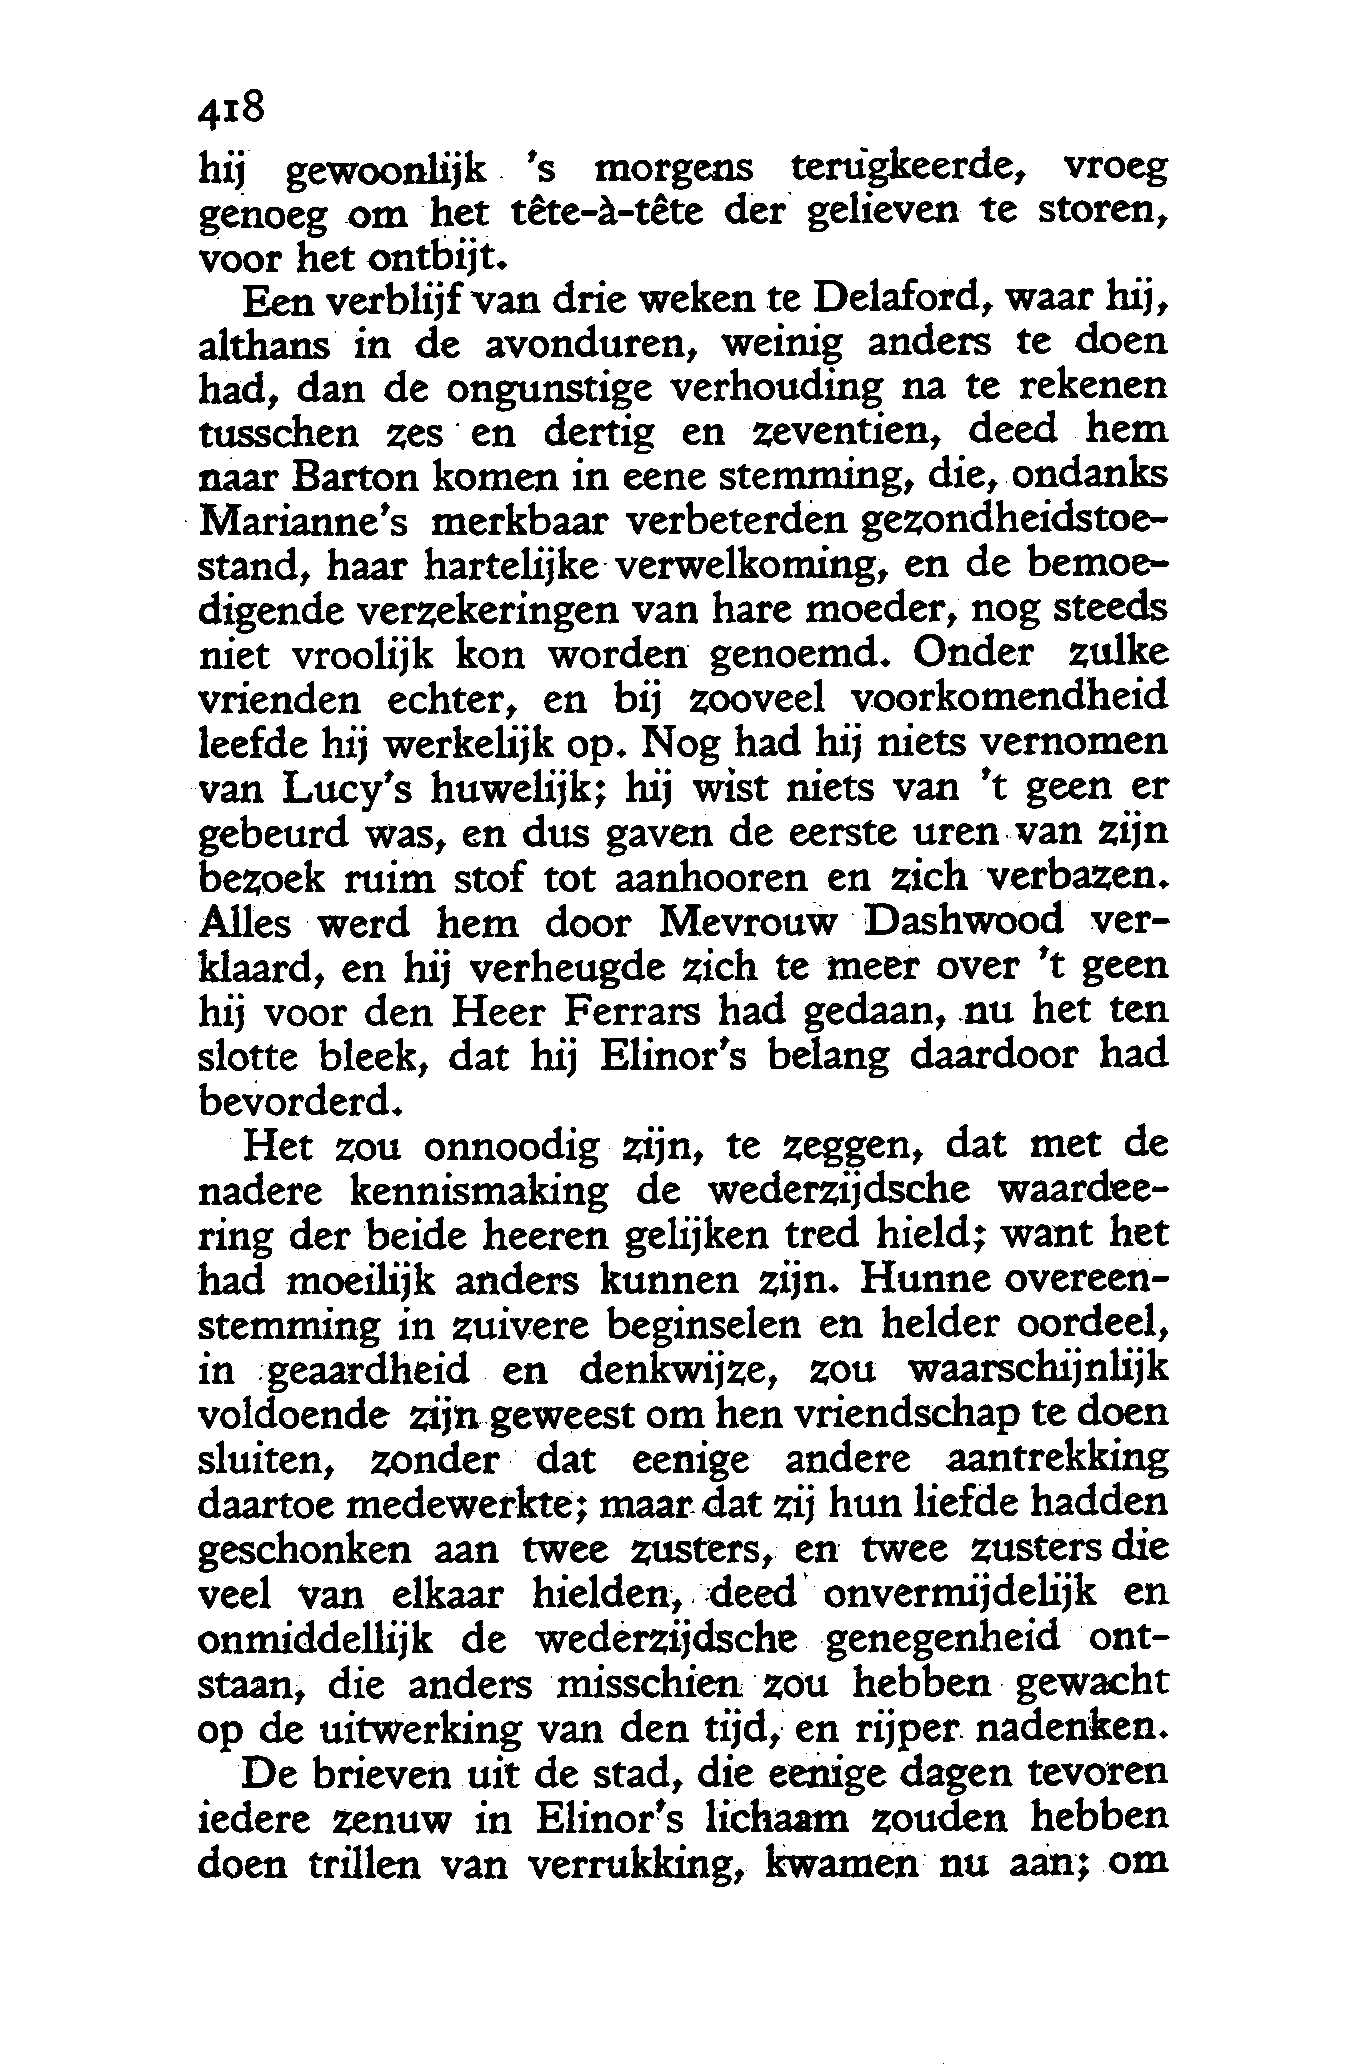 418
hij gewoonlijk 's morgens terugkeerde, vroeg
genoeg om het tête-à-tête der gelieven te storen,
voor het ontbijt.
Een verblijf van drie weken te Delaford, waar hij,
althans in de avonduren, weinig anders te doen
had, dan de ongunstige verhouding na te rekenen
tusschen zes en dertig en zeventien, deed hem
naar Barton komen in eene stemming, die, ondanks
Marianne's merkbaar verbeterden gezondheidstoe-
stand, haar hartelijke verwelkoming, en de bemoe-
digende verzekeringen van hare moeder, nog steeds
niet vroolijk kon worden genoemd. Onder zulke
vrienden echter, en bij zooveel voorkomendheid
leefde hij werkelijk op. Nog had hij niets vernomen
van Lucy's huwelijk; hij wist niets van 't geen er
gebeurd was, en dus gaven de eerste uren van zijn
bezoek ruim stof tot aanhooren en zich verbazen.
Alles werd hem door Mevrouw Dashwood ver-
klaard, en hij verheugde zich te meer over 't geen
hij voor den Heer Ferrars had gedaan, nu het ten
slotte bleek, dat hij Elinor's belang daardoor had
bevorderd.
Het zou onnoodig zijn, te zeggen, dat met de
nadere kennismaking de wederzijdsche waardee-
ring der beide heeren gelijken tred hield; want het
had moeilijk anders kunnen zijn. Hunne overeen-
stemming in zuivere beginselen en helder oordeel,
in geaardheid en denkwijze, zou waarschijnlijk
voldoende zijn geweest om hen vriendschap te doen
sluiten, zonder dat eenige andere aantrekking
daartoe medewerkte; maar dat zij hun liefde hadden
geschonken aan twee zusters, en twee zusters die
veel van elkaar hielden, deed onvermijdelijk en
onmiddellijk de wederzijdsche genegenheid ont-
staan, die anders misschien zou hebben gewacht
op de uitwerking van den tijd, en rijper nadenken.
De brieven uit de stad, die eenige dagen tevoren
iedere zenuw in Elinor's lichaam zouden hebben
doen trillen van verrukking, kwamen nu aan; om